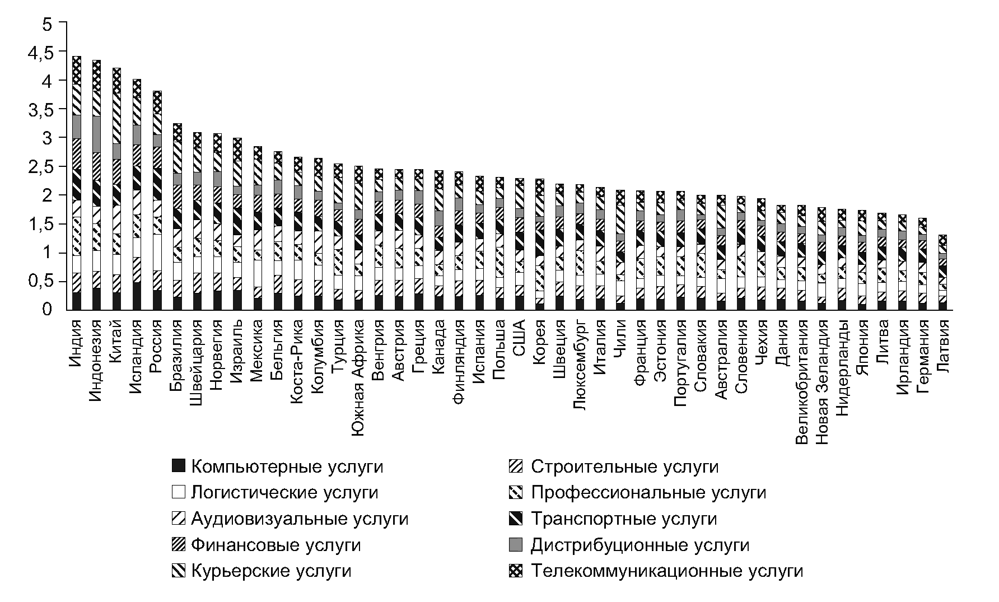 5
4,5
4
3,5
3
2,5
2
1,5
1
0,5
0
Индия
Индонезия
Китай
Исландия
Россия
Бразилия
Швейцария
Норвегия
Израиль
Мексика
Бельгия
Коста-Рика
Колумбия
Турция
Южная Африка
Венгрия
Австрия
Греция
Канада
Финляндия
Испания
Польша
США
Корея
Швеция
Люксембург
Италия
Чили
Франция
Эстония
Португалия
Словакия
Австралия
Словения
Чехия
Дания
Великобритания
Новая Зеландия
Нидерланды
Япония
Литва
Ирландия
Германия
Латвия
Компьютерные услуги
Строительные услуги
Логистические услуги
Профессиональные услуги
Аудиовизуальные услуги
Транспортные услуги
Финансовые услуги
Дистрибуционные услуги
Курьерские услуги
Телекоммуникационные услуги